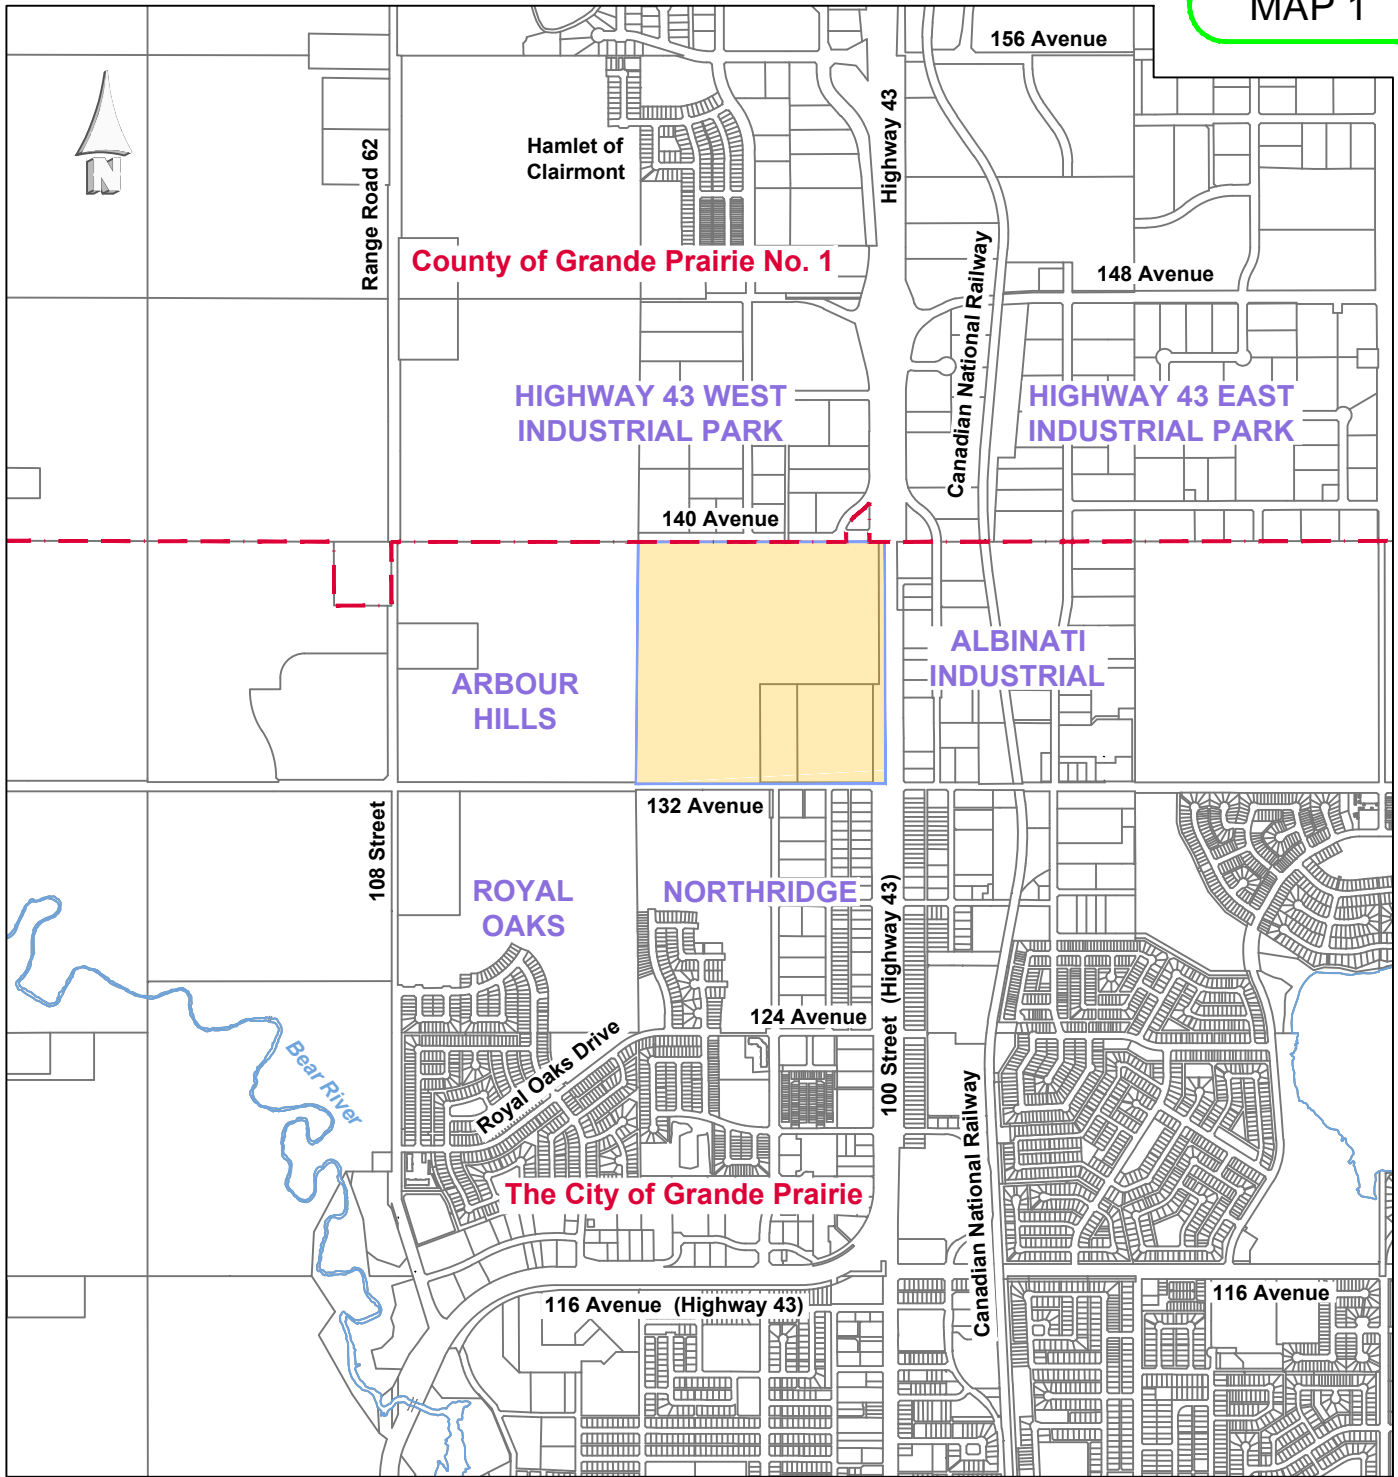 MAP 1
156 Avenue
Highway 43
Hamlet of
Clairmont
Range Road 62
N
County of Grande Prairie No. 1
148 Avenue
Canadian National Railway
HIGHWAY 43 WEST
INDUSTRIAL PARK
HIGHWAY 43 EAST
INDUSTRIAL PARK
140 Avenue
ALBINATI
INDUSTRIAL
ARBOUR
HILLS
132 Avenue
108 Street
ROYAL
OAKS
NORTHRIDGE
100 Street (Highway 43)
124 Avenue
Royal Oaks Drive
Bear River
Canadian National Railway
The City of Grande Prairie
116 Avenue (Highway 43)
116 Avenue